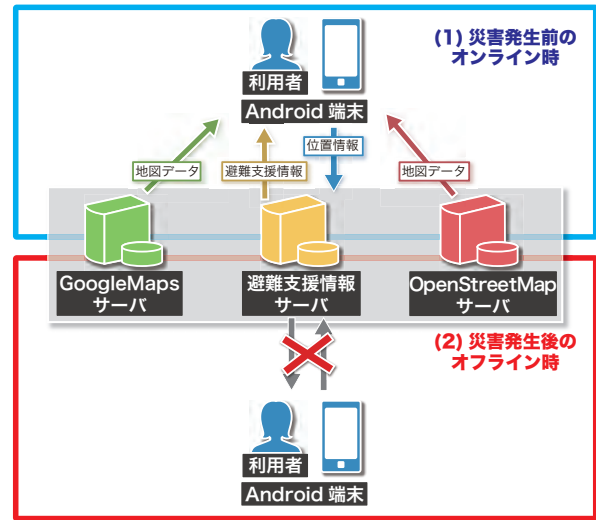 (1) 災害発生前の
オンライン時
利用者
Android 端末
地図データ
避難支援情報
位置情報
地図データ
GoogleMaps
サーバ
避難支援情報
サーバ
OpenStreetMap
サーバ
(2) 災害発生後の
オフライン時
利用者
Android 端末